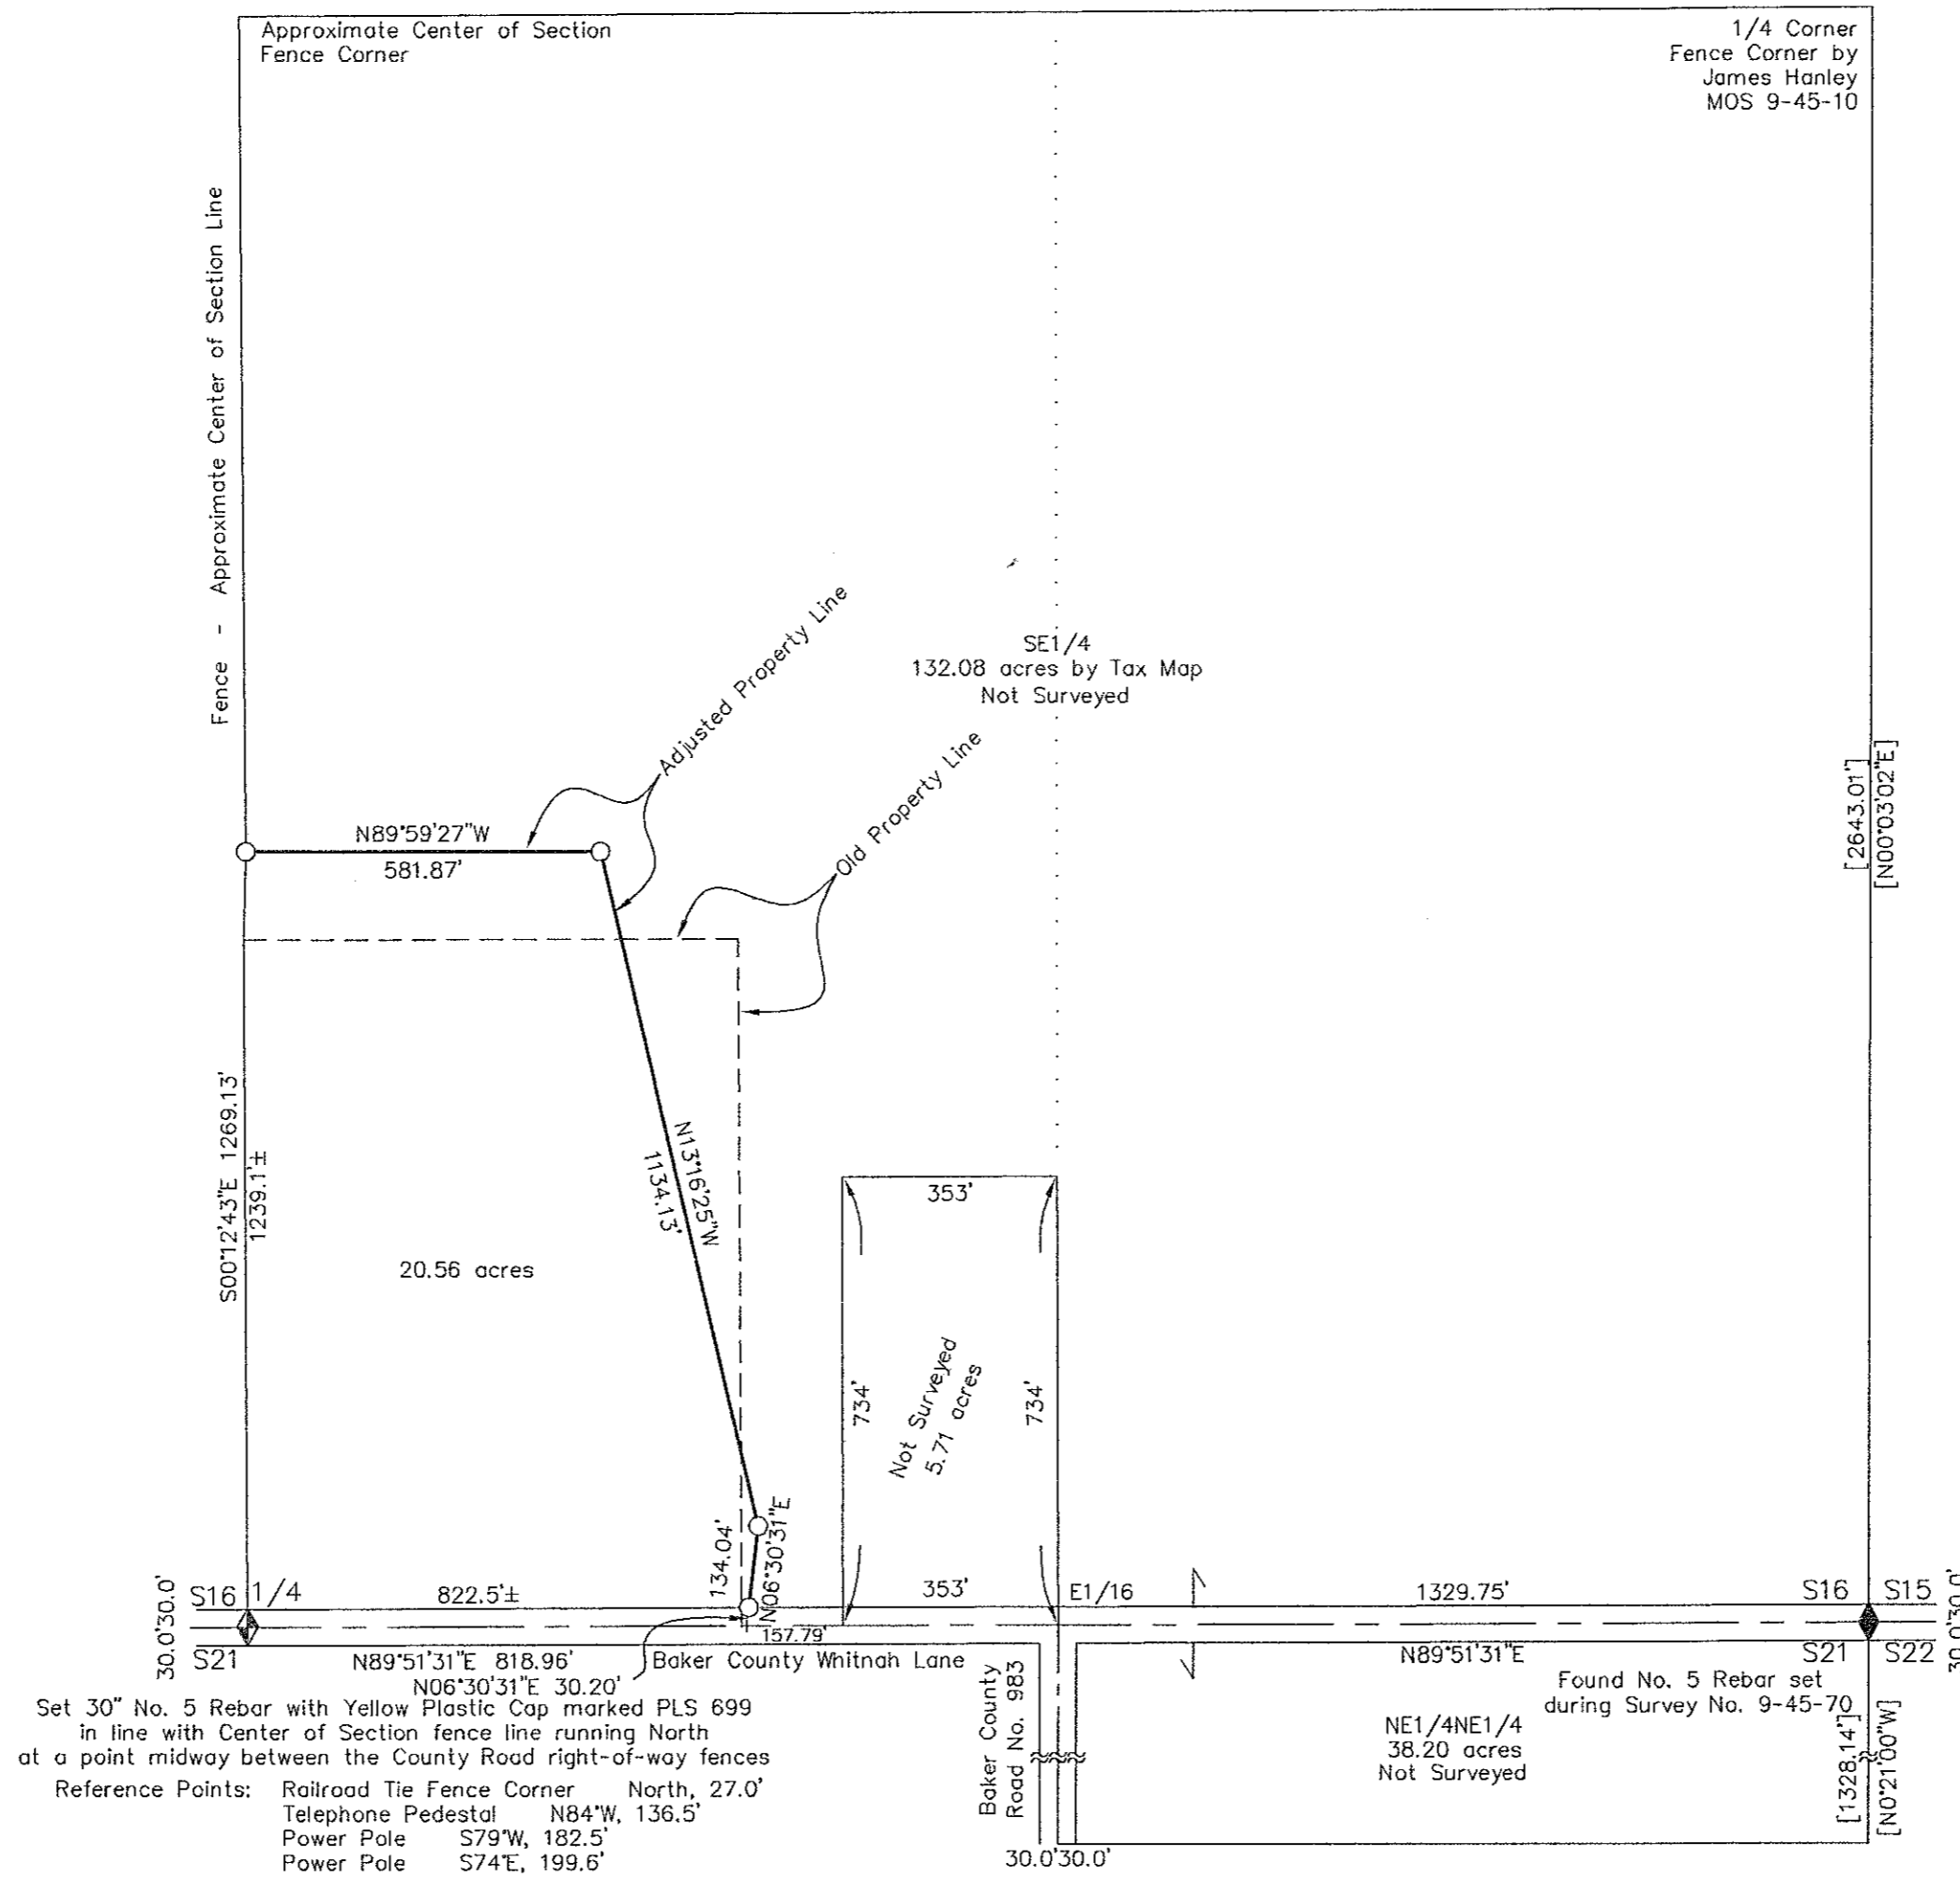 Approximate Center of Section
Fence Corner
1/4 Corner
Fence Corner by
James Hanley
MOS 9-45-10
Fence - Approximate Center of Section Line
Adjusted Property Line
SE1/4
132.08 acres by Tax Map
Not Surveyed
Old Property Line
[2643.01']
[N00°03'02"E]
N89°59'27"W
581.87'
S00°12'43"E 1269.13'
1239.1'±
N13°16'25"W
1134.13'
20.56 acres
353'
734'
Not Surveyed
5.71 acres
734'
134.04'
N06°30'31"E
30.0'30.0'
S16 1/4
822.5'±
353'
E1/16
1329.75'
S16 S15
30.0'30.0'
157.79'
S21
N89°51'31"E 818.96'
Baker County Whitnah Lane
N89°51'31"E
S21 S22
N06°30'31"E 30.20'
Set 30" No. 5 Rebar with Yellow Plastic Cap marked PLS 699
in line with Center of Section fence line running North
at a point midway between the County Road right-of-way fences
Reference Points: Railroad Tie Fence Corner North, 27.0'
Telephone Pedestal N84°W, 136.5'
Power Pole S79°W, 182.5'
Power Pole S74°E, 199.6'
Baker County
Road No. 983
30.0'30.0'
Found No. 5 Rebar set
during Survey No. 9-45-70
NE1/4NE1/4
38.20 acres
Not Surveyed
[1328.14']
[N0°21'00"W]